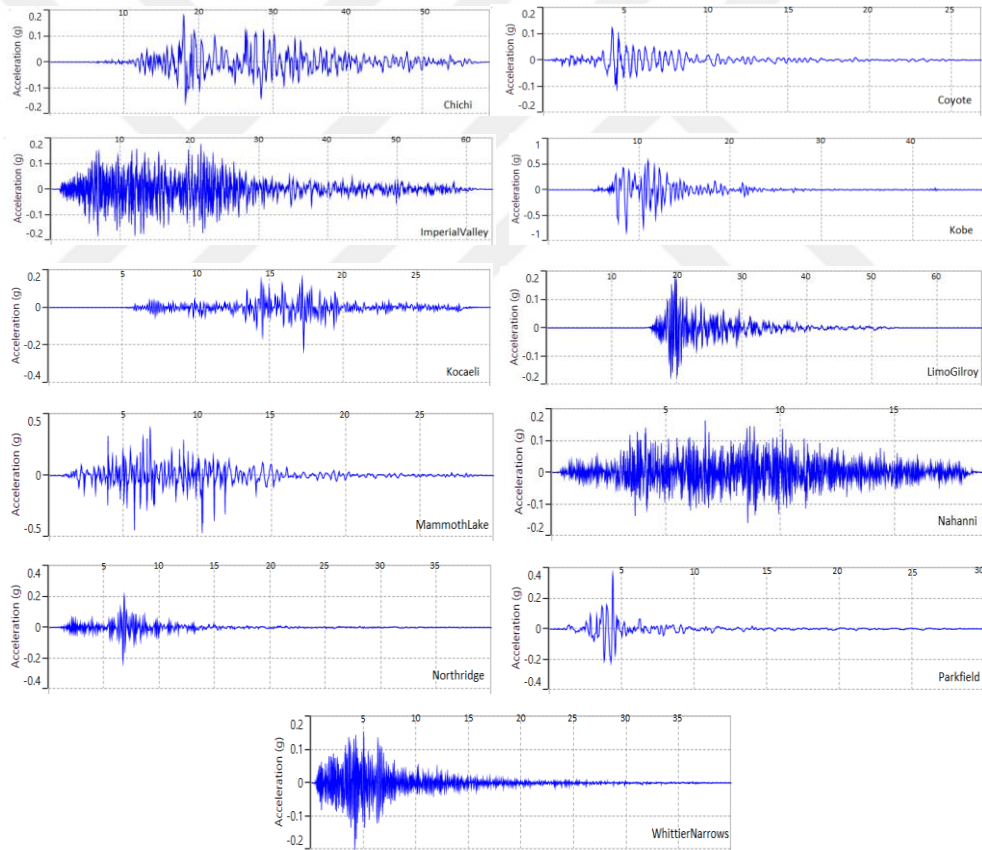 10 20 30 40 50
Acceleration (g)
0.2
0.1
0
-0.1
-0.2
Chichi
5 10 15 20 25
Acceleration (g)
0.2
0.1
0
-0.1
-0.2
Coyote
10 20 30 40 50 60
Acceleration (g)
0.2
0.1
0
-0.1
-0.2
ImperialValley
10 20 30 40
Acceleration (g)
1
0.5
0
-0.5
-1
Kobe
5 10 15 20 25
Acceleration (g)
0.2
0
-0.2
-0.4
Kocaeli
10 20 30 40 50 60
Acceleration (g)
0.2
0.1
0
-0.1
-0.2
LimoGilroy
5 10 15 20 25
Acceleration (g)
0.5
0
-0.5
MammothLake
5 10 15
Acceleration (g)
0.2
0.1
0
-0.1
-0.2
Nahanni
5 10 15 20 25 30 35
Acceleration (g)
0.4
0.2
0
-0.2
-0.4
Northridge
5 10 15 20 25 30
Acceleration (g)
0.4
0.2
0
-0.2
-0.4
Parkfield
5 10 15 20 25 30 35
Acceleration (g)
0.2
0.1
0
-0.1
-0.2
WhittierNarrows